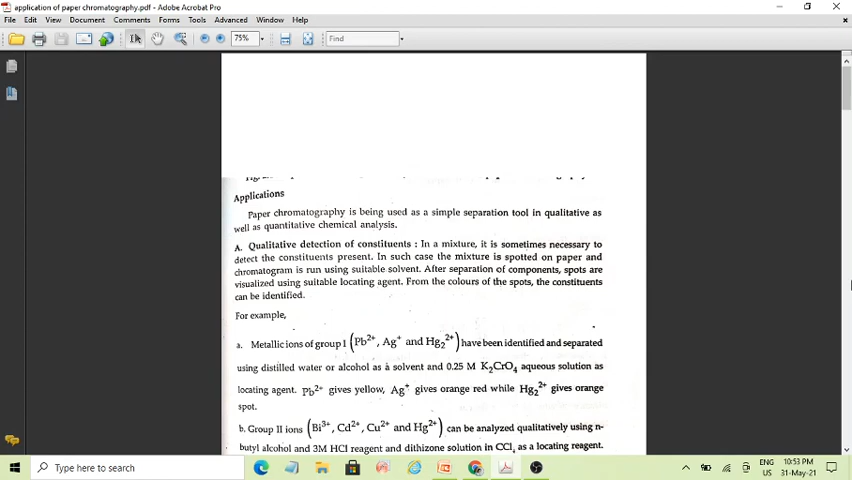 application of paper chromatography.pdf - Adobe Acrobat Pro
File Edit View Document Comments Forms Tools Advanced Window Help
75%
Find
Applications
Paper chromatography is being used as a simple separation tool in qualitative as
well as quantitative chemical analysis.
A. Qualitative detection of constituents : In a mixture, it is sometimes necessary to
detect the constituents present. In such case the mixture is spotted on paper and
chromatogram is run using suitable solvent. After separation of components, spots are
visualized using suitable locating agent. From the colours of the spots, the constituents
can be identified.
For example,
a. Metallic ions of group I (Pb²⁺, Ag⁺ and Hg₂²⁺) have been identified and separated
using distilled water or alcohol as a solvent and 0.25 M K₂CrO₄ aqueous solution as
locating agent. Pb²⁺ gives yellow, Ag⁺ gives orange red while Hg₂²⁺ gives orange
spot.
b. Group II ions (Bi³⁺, Cd²⁺, Cu²⁺ and Hg²⁺) can be analyzed qualitatively using n-
butyl alcohol and 3M HCl reagent and dithizone solution in CCl₄ as a locating reagent.
Type here to search
ENG
US
10:53 PM
31-May-21